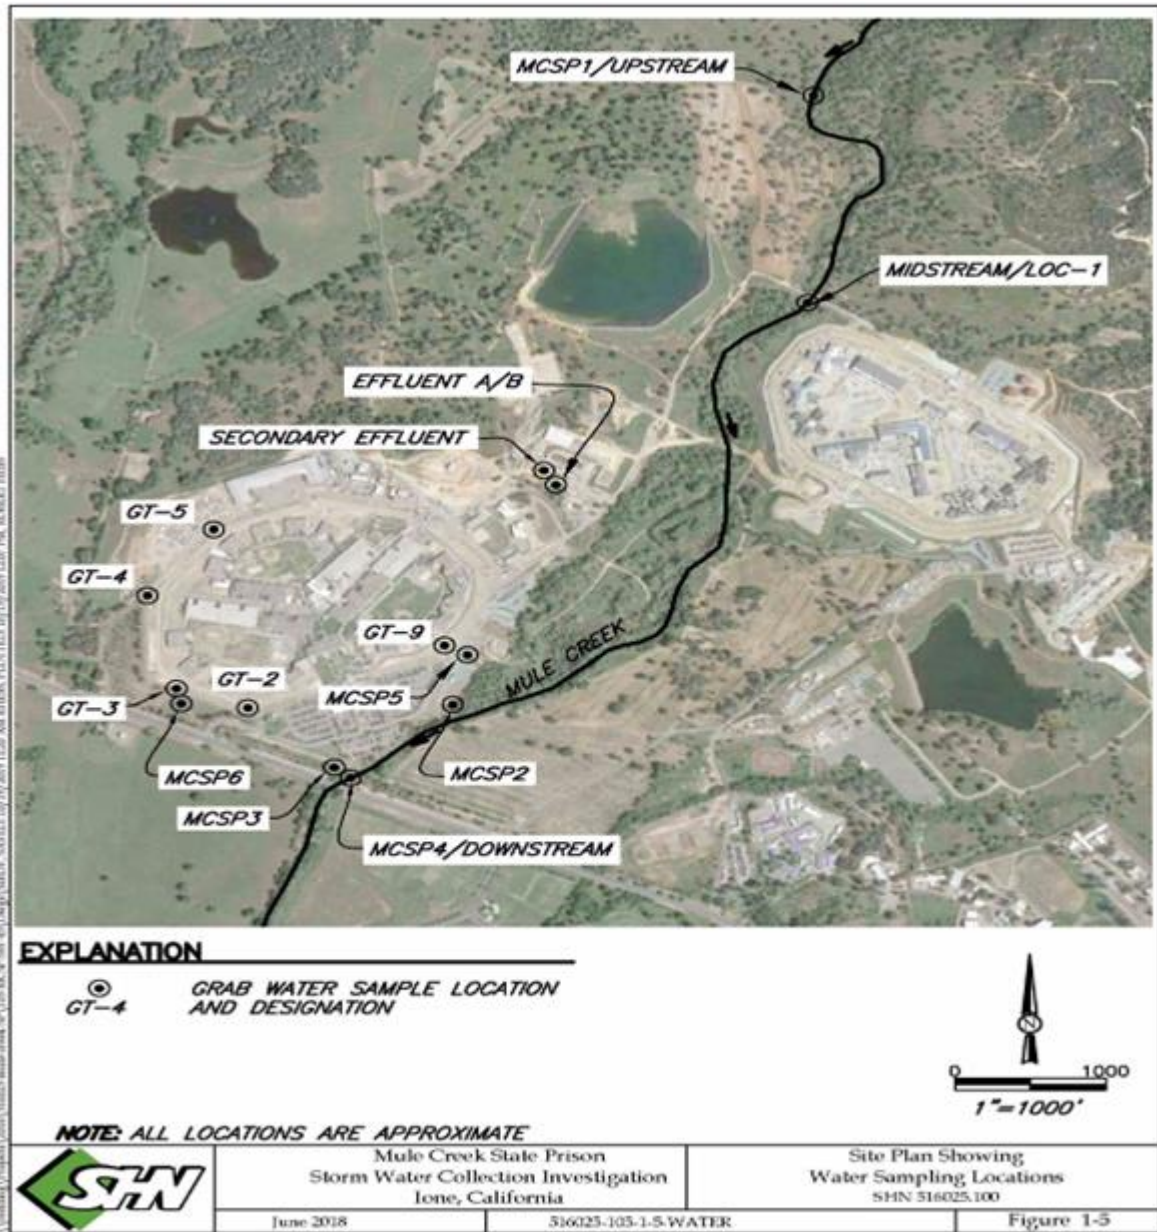 MCSP1/UPSTREAM
MIDSTREAM/LOC-1
EFFLUENT A/B
SECONDARY EFFLUENT
GT-5
GT-4
GT-9
MULE CREEK
GT-2
MCSP5
GT-3
MCSP6
MCSP2
MCSP3
MCSP4/DOWNSTREAM
EXPLANATION
GT-4
GRAB WATER SAMPLE LOCATION
AND DESIGNATION
N
0 1000
1"=1000'
NOTE: ALL LOCATIONS ARE APPROXIMATE
SHN
Mule Creek State Prison
Storm Water Collection Investigation
Ione, California
Site Plan Showing
Water Sampling Locations
SHN 516025.100
June 2018
516025-103-1-5-WATER
Figure 1-5